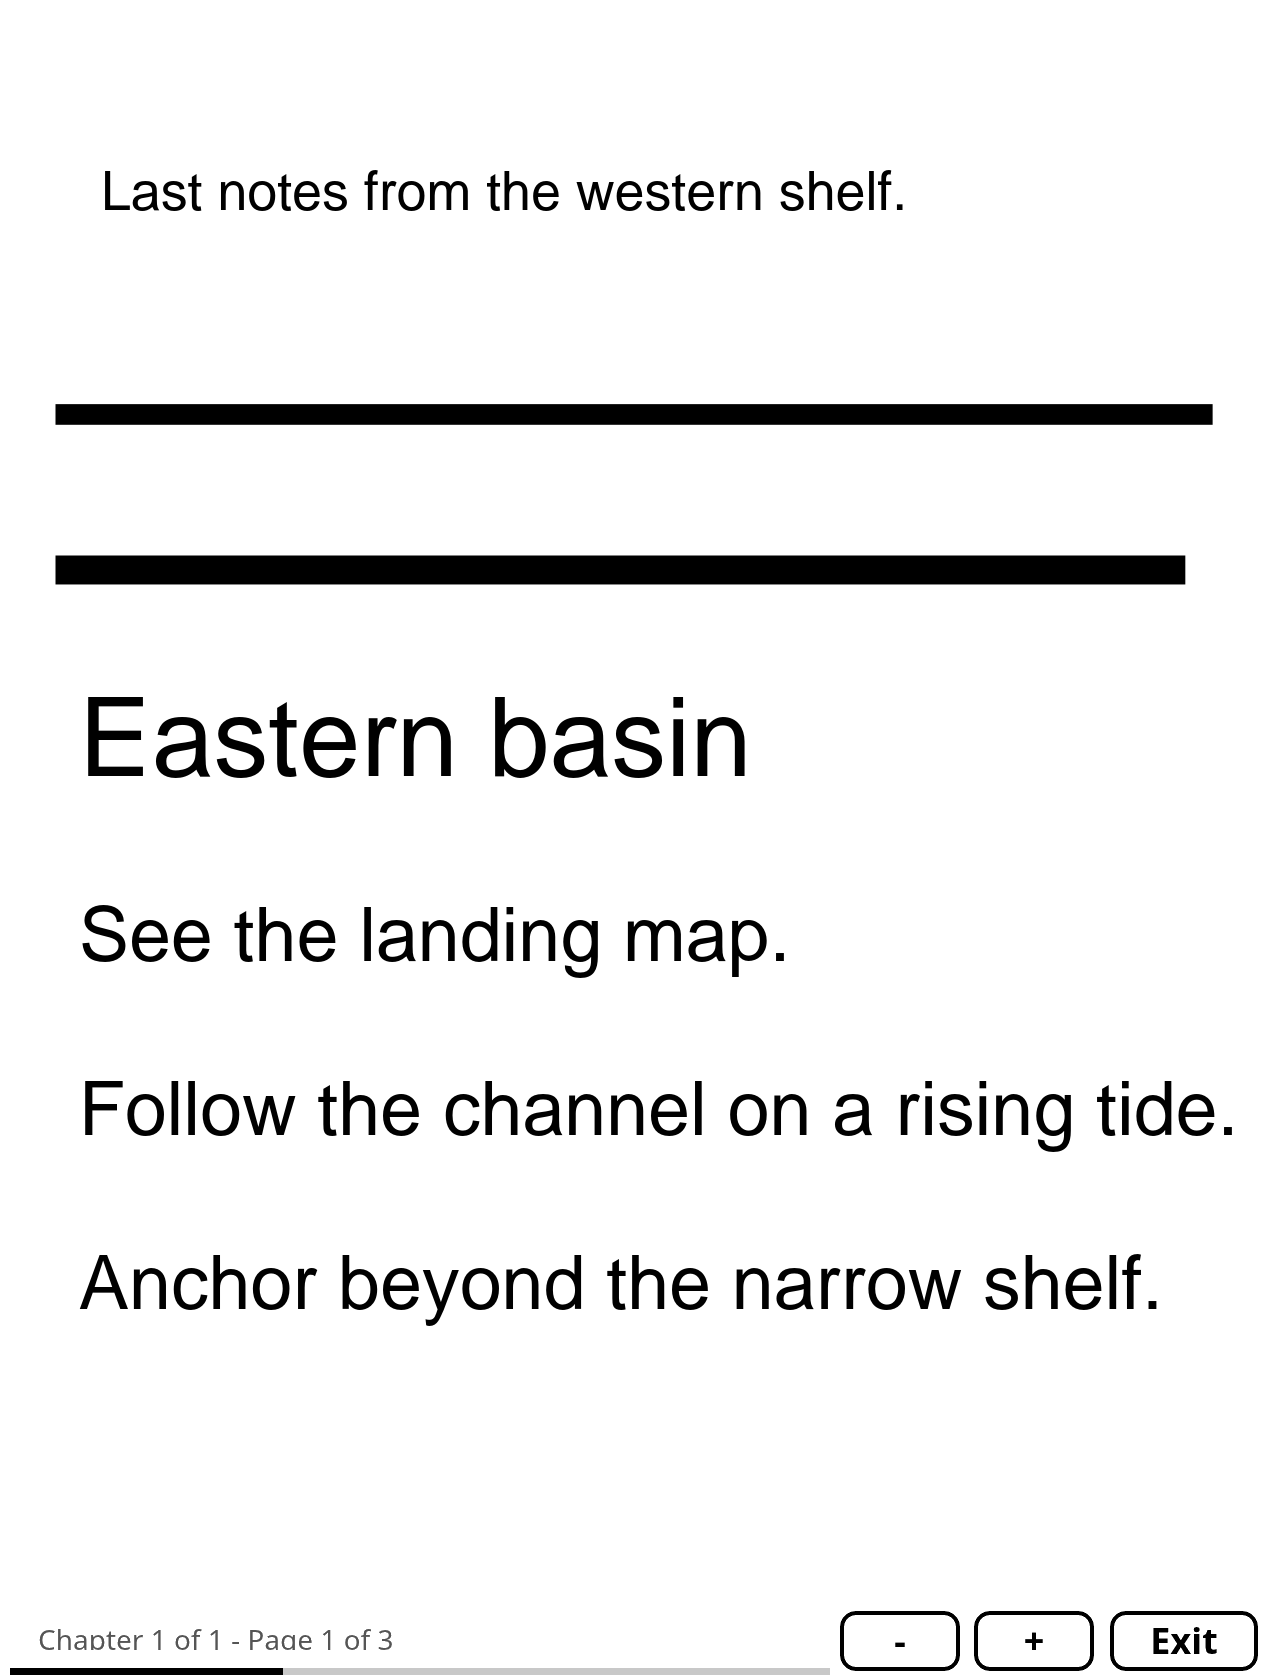 Last notes from the western shelf.
Eastern basin
See the landing map.
Follow the channel on a rising tide.
Anchor beyond the narrow shelf.
Chapter 1 of 1 - Page 1 of 3
- + Exit